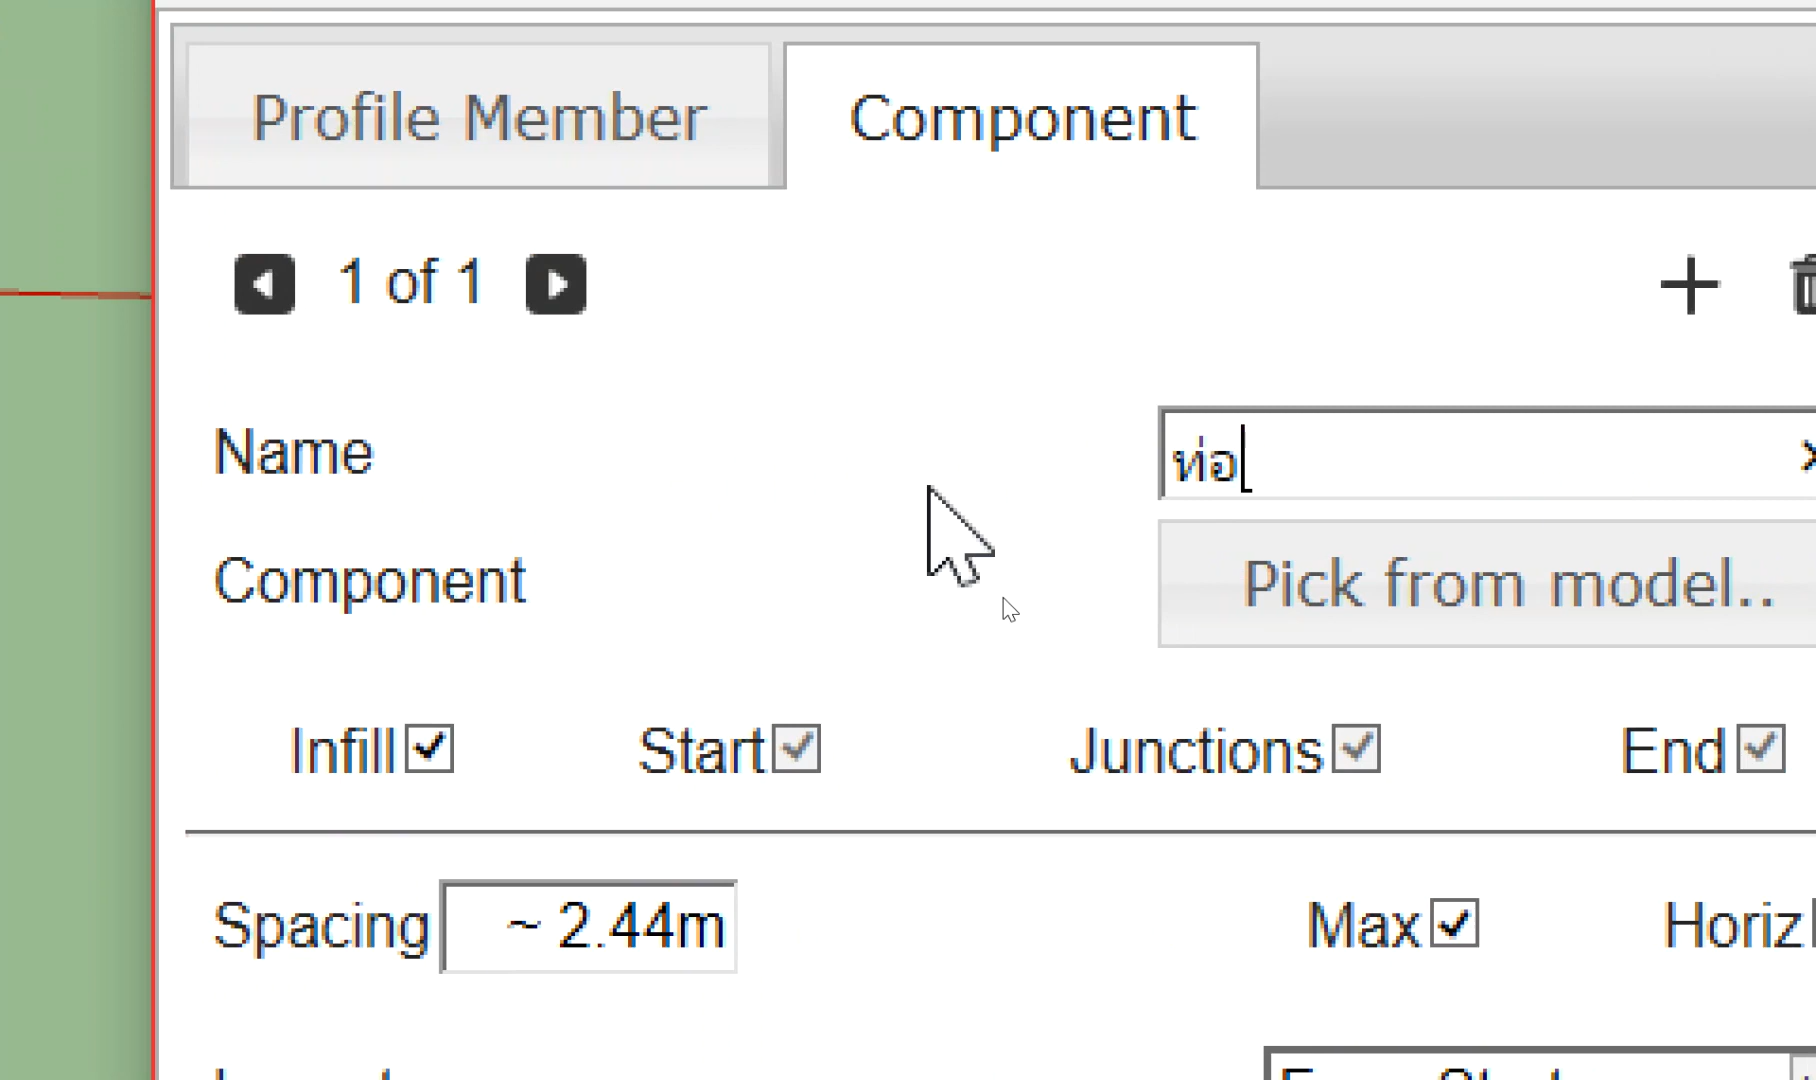 Profile Member Component
1 of 1
Name ท่อ
Component Pick from model..
Infill Start Junctions End
Spacing ~ 2.44m Max Horiz